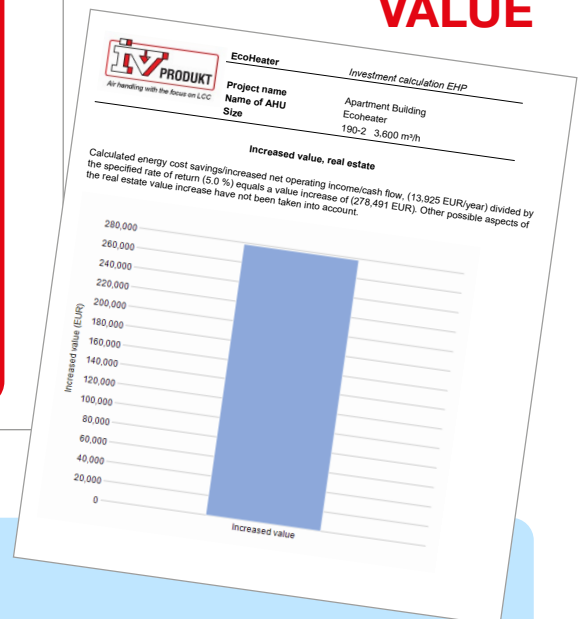 VALUE
IV PRODUKT
Air handling with the focus on LCC
EcoHeater
Investment calculation EHP
Project name
Apartment Building
Name of AHU
Ecoheater
Size
190-2 3,600 m³/h
Increased value, real estate
Calculated energy cost savings/increased net operating income/cash flow, (13,925 EUR/year) divided by
the specified rate of return (5.0 %) equals a value increase of (278,491 EUR). Other possible aspects of
the real estate value increase have not been taken into account.
Increased value (EUR)
280,000
260,000
240,000
220,000
200,000
180,000
160,000
140,000
120,000
100,000
80,000
60,000
40,000
20,000
0
Increased value